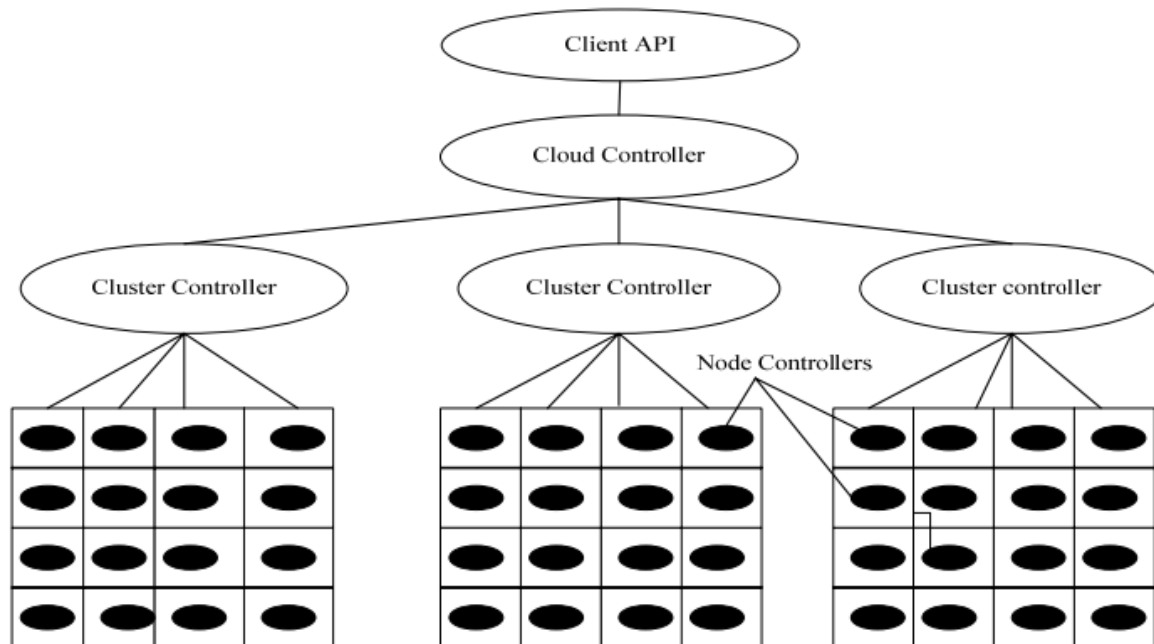 Client API
Cloud Controller
Cluster Controller
Cluster Controller
Cluster controller
Node Controllers